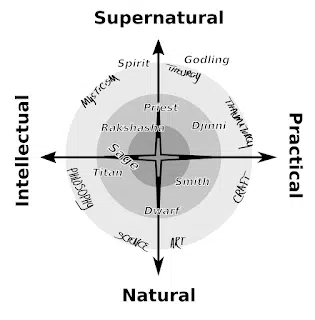 Supernatural
Spirit
Godling
MYSTICISM
LITURGY
THAUMATURGY
Priest
Rakshasha
Djinni
Intellectual
Practical
Sage
Titan
Smith
PHILOSOPHY
CRAFT
Dwarf
SCIENCE
ART
Natural